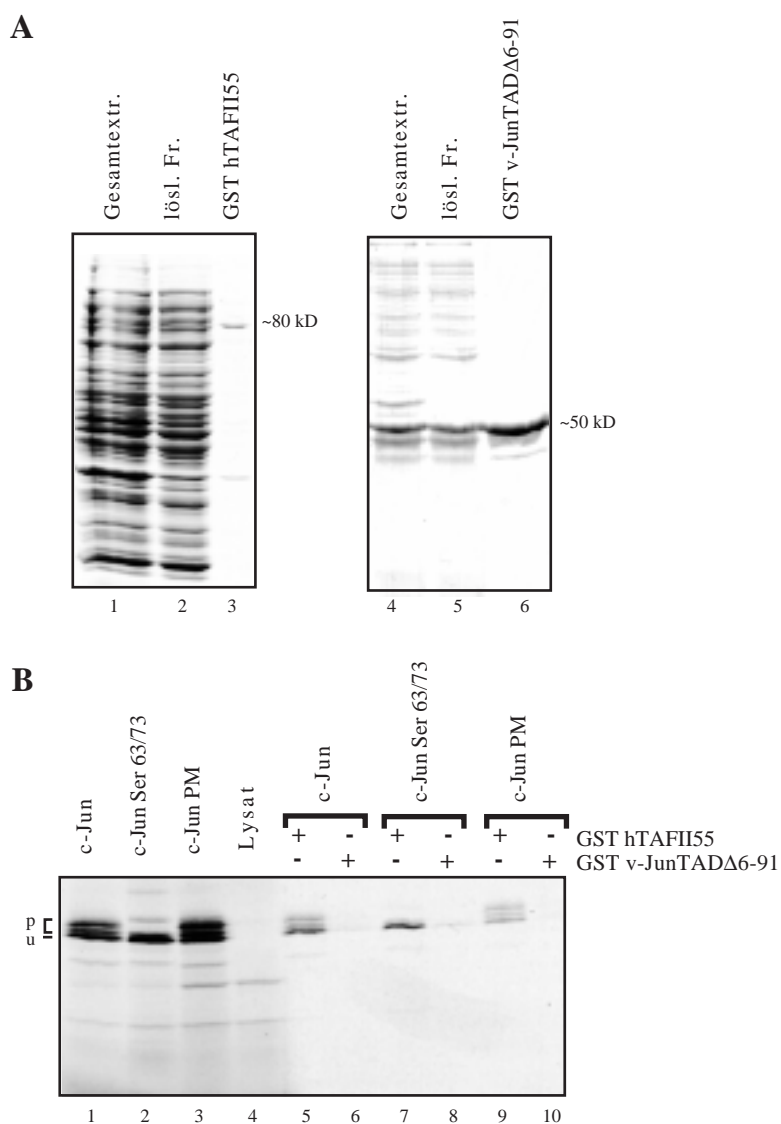 A
Gesamtextr.
lösl. Fr.
GST hTAFII55
~80 kD
1 2 3
Gesamtextr.
lösl. Fr.
GST v-JunTADΔ6-91
~50 kD
4 5 6
B
c-Jun
c-Jun Ser 63/73
c-Jun PM
Lysat
c-Jun
c-Jun Ser 63/73
c-Jun PM
+ - + - + - GST hTAFII55
- + - + - + GST v-JunTADΔ6-91
p
u
1 2 3 4 5 6 7 8 9 10